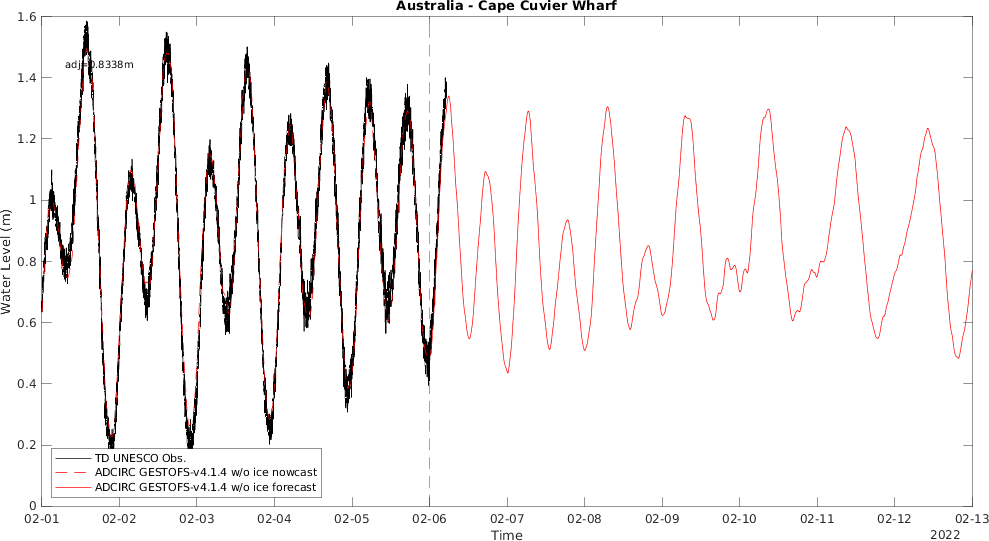 Australia - Cape Cuvier Wharf
1.6
1.4
1.2
1
0.8
0.6
0.4
0.2
0
Water Level (m)
adj=0.8338m
TD UNESCO Obs.
ADCIRC GESTOFS-v4.1.4 w/o ice nowcast
ADCIRC GESTOFS-v4.1.4 w/o ice forecast
02-01 02-02 02-03 02-04 02-05 02-06 02-07 02-08 02-09 02-10 02-11 02-12 02-13
Time
2022